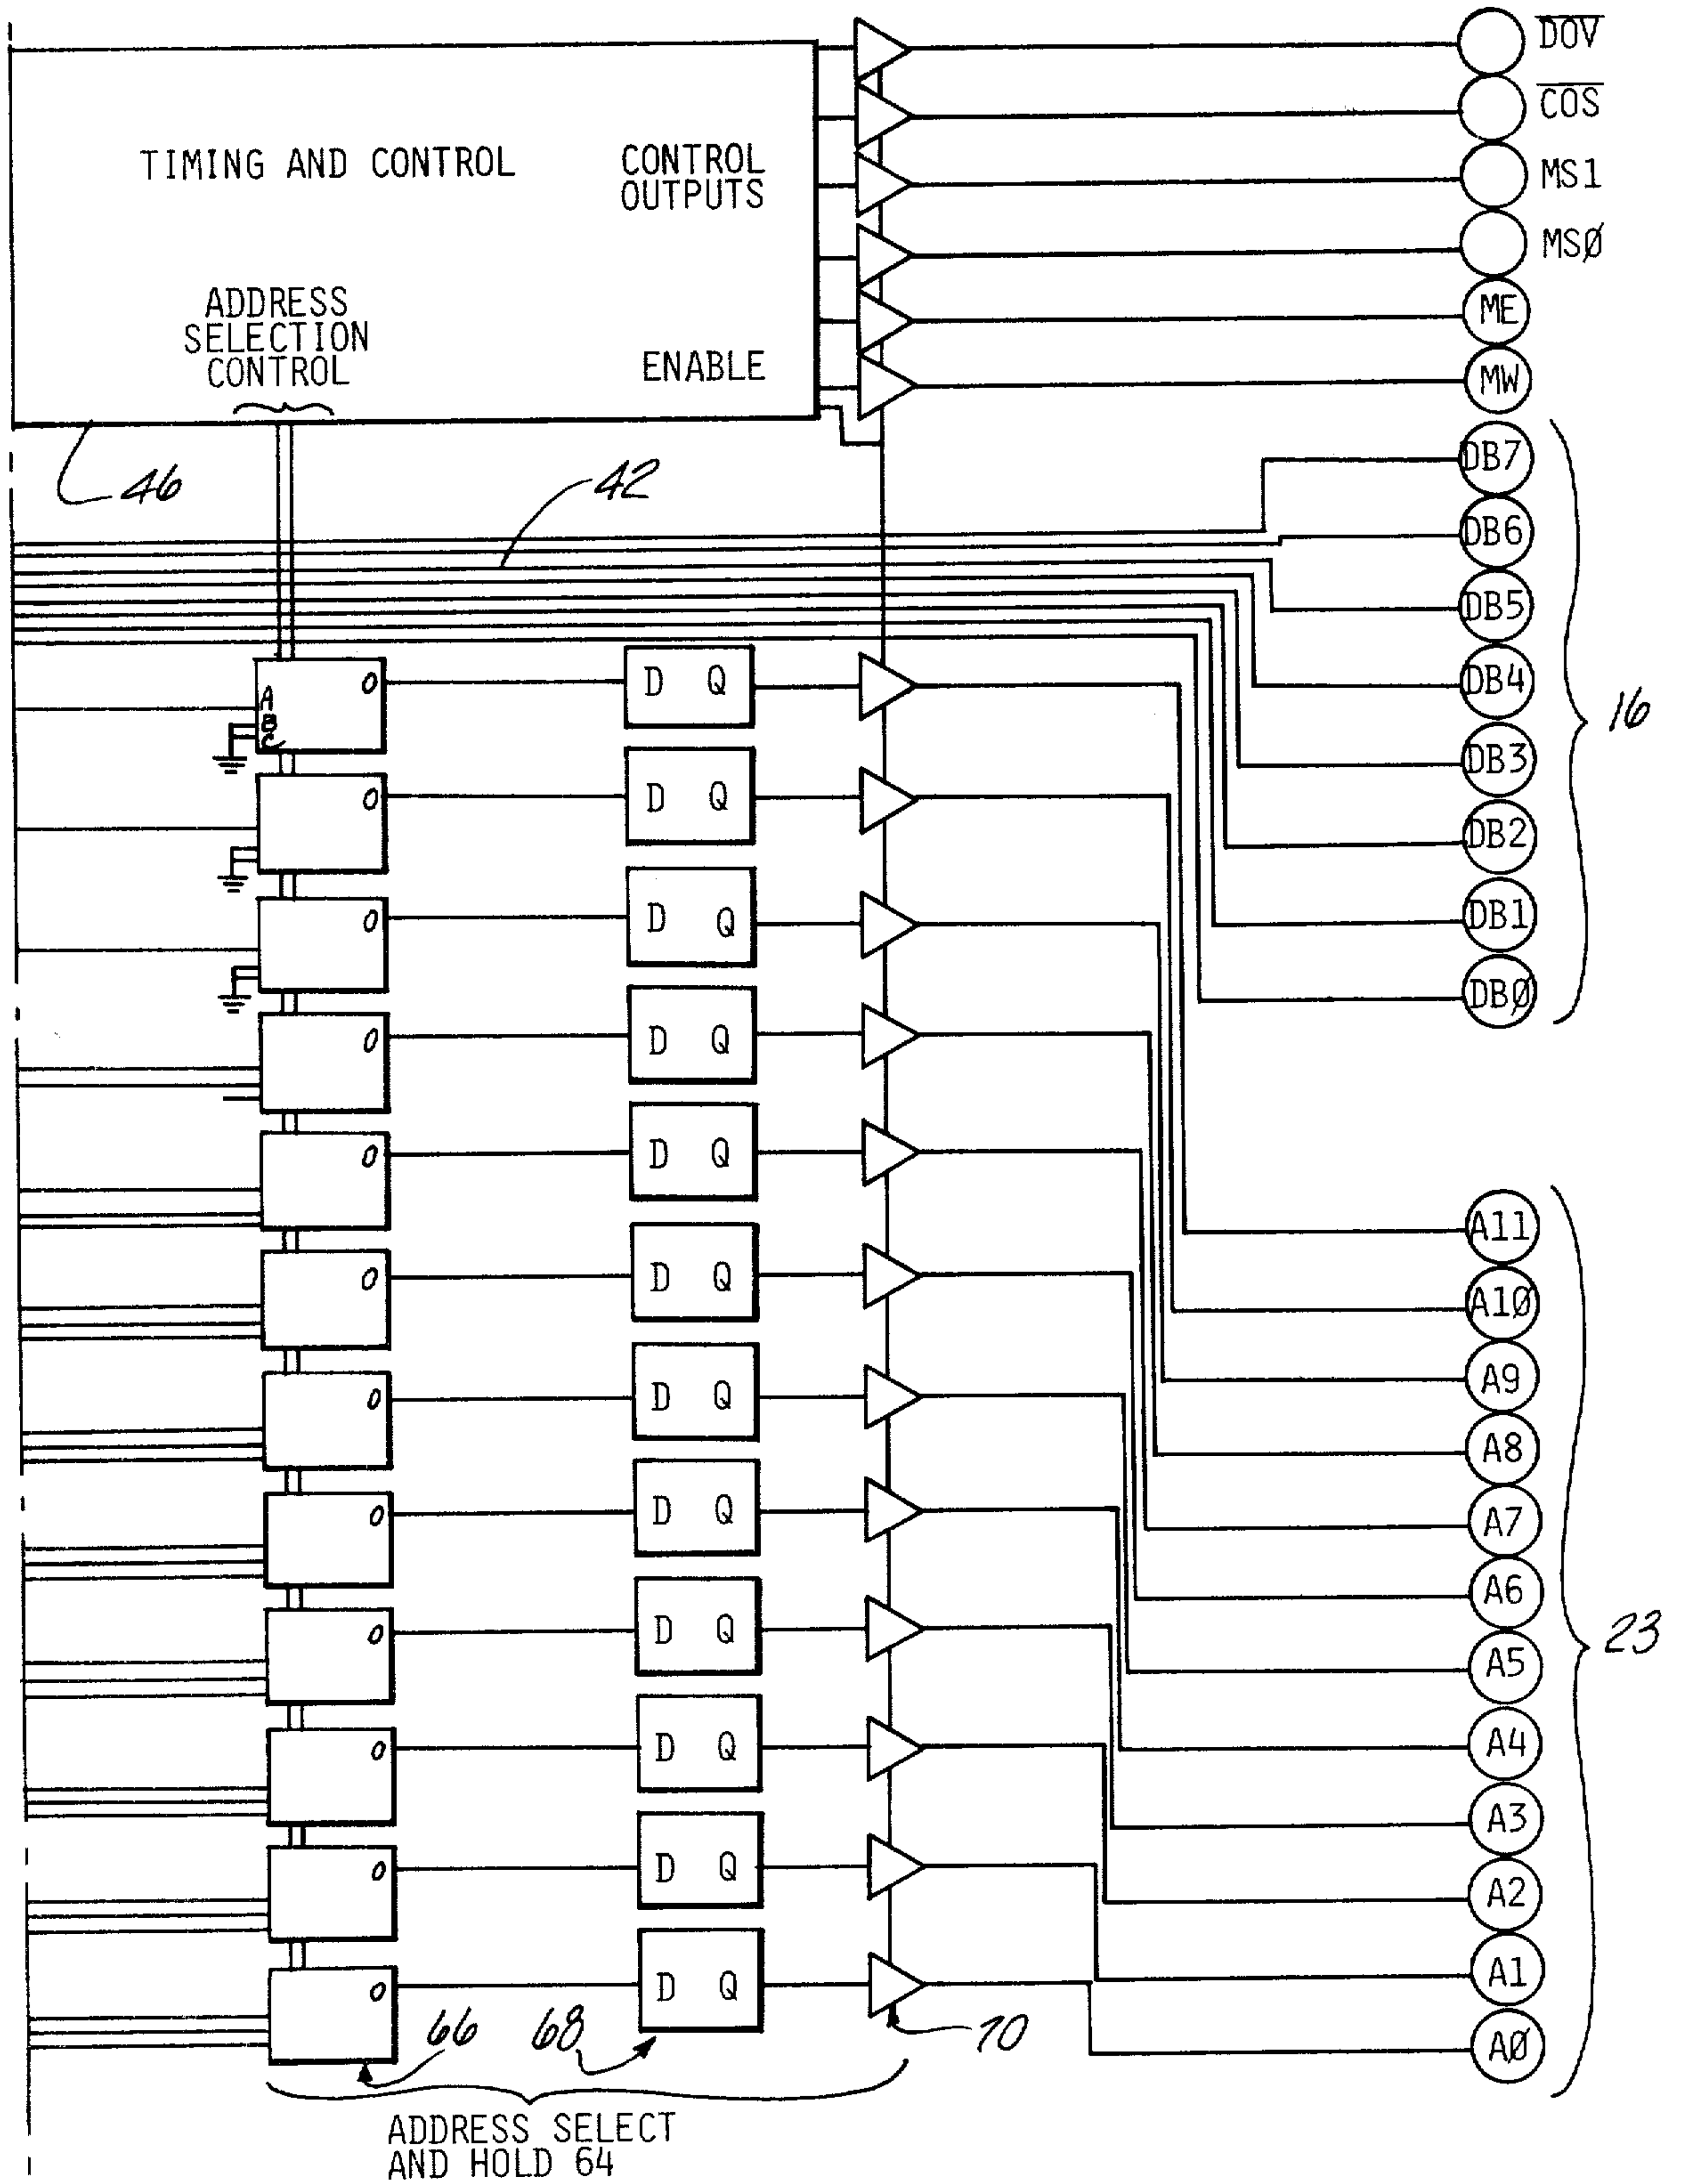 DOV
COS
TIMING AND CONTROL
CONTROL
OUTPUTS
MS1
MSØ
ADDRESS
SELECTION
CONTROL
ENABLE
ME
MW
46
42
DB7
DB6
DB5
DB4
DB3
DB2
DB1
DBØ
16
A
B
C
O
D Q
O
D Q
O
D Q
O
D Q
O
D Q
O
D Q
O
D Q
O
D Q
O
D Q
O
D Q
O
D Q
O
D Q
A11
A1Ø
A9
A8
A7
A6
A5
A4
A3
A2
A1
AØ
23
66
68
70
ADDRESS SELECT
AND HOLD 64